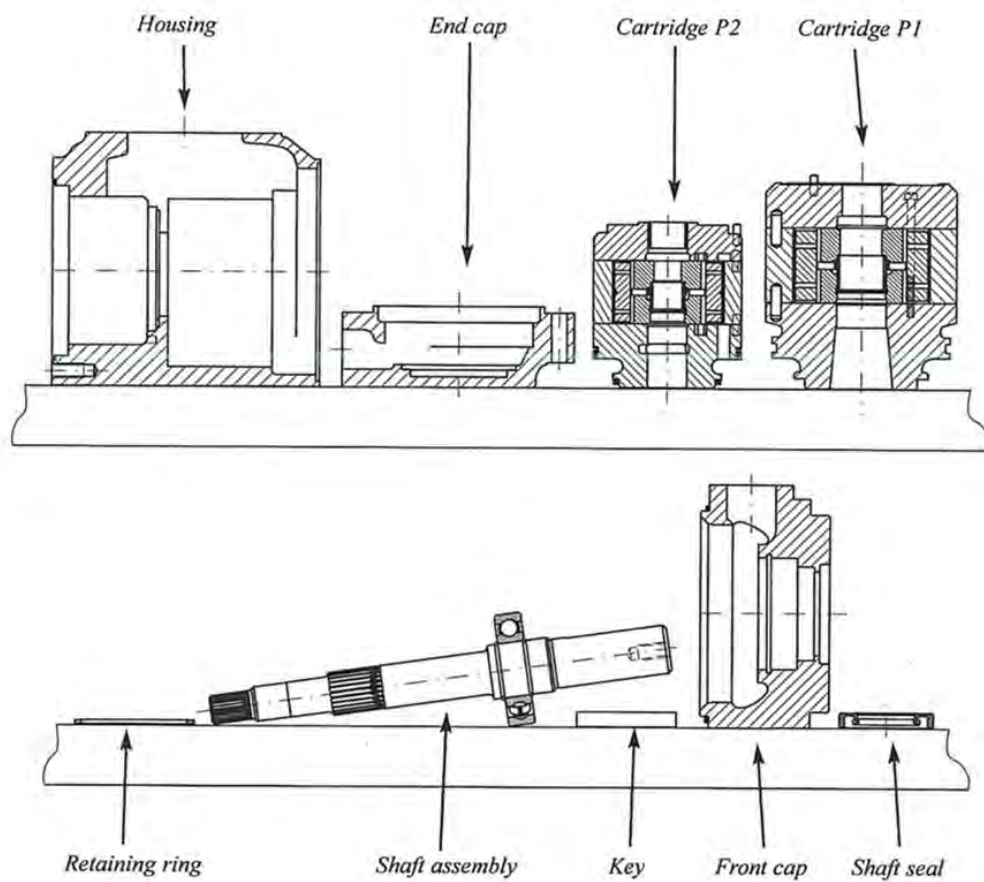 Housing
End cap
Cartridge P2
Cartridge P1
Retaining ring
Shaft assembly
Key
Front cap
Shaft seal